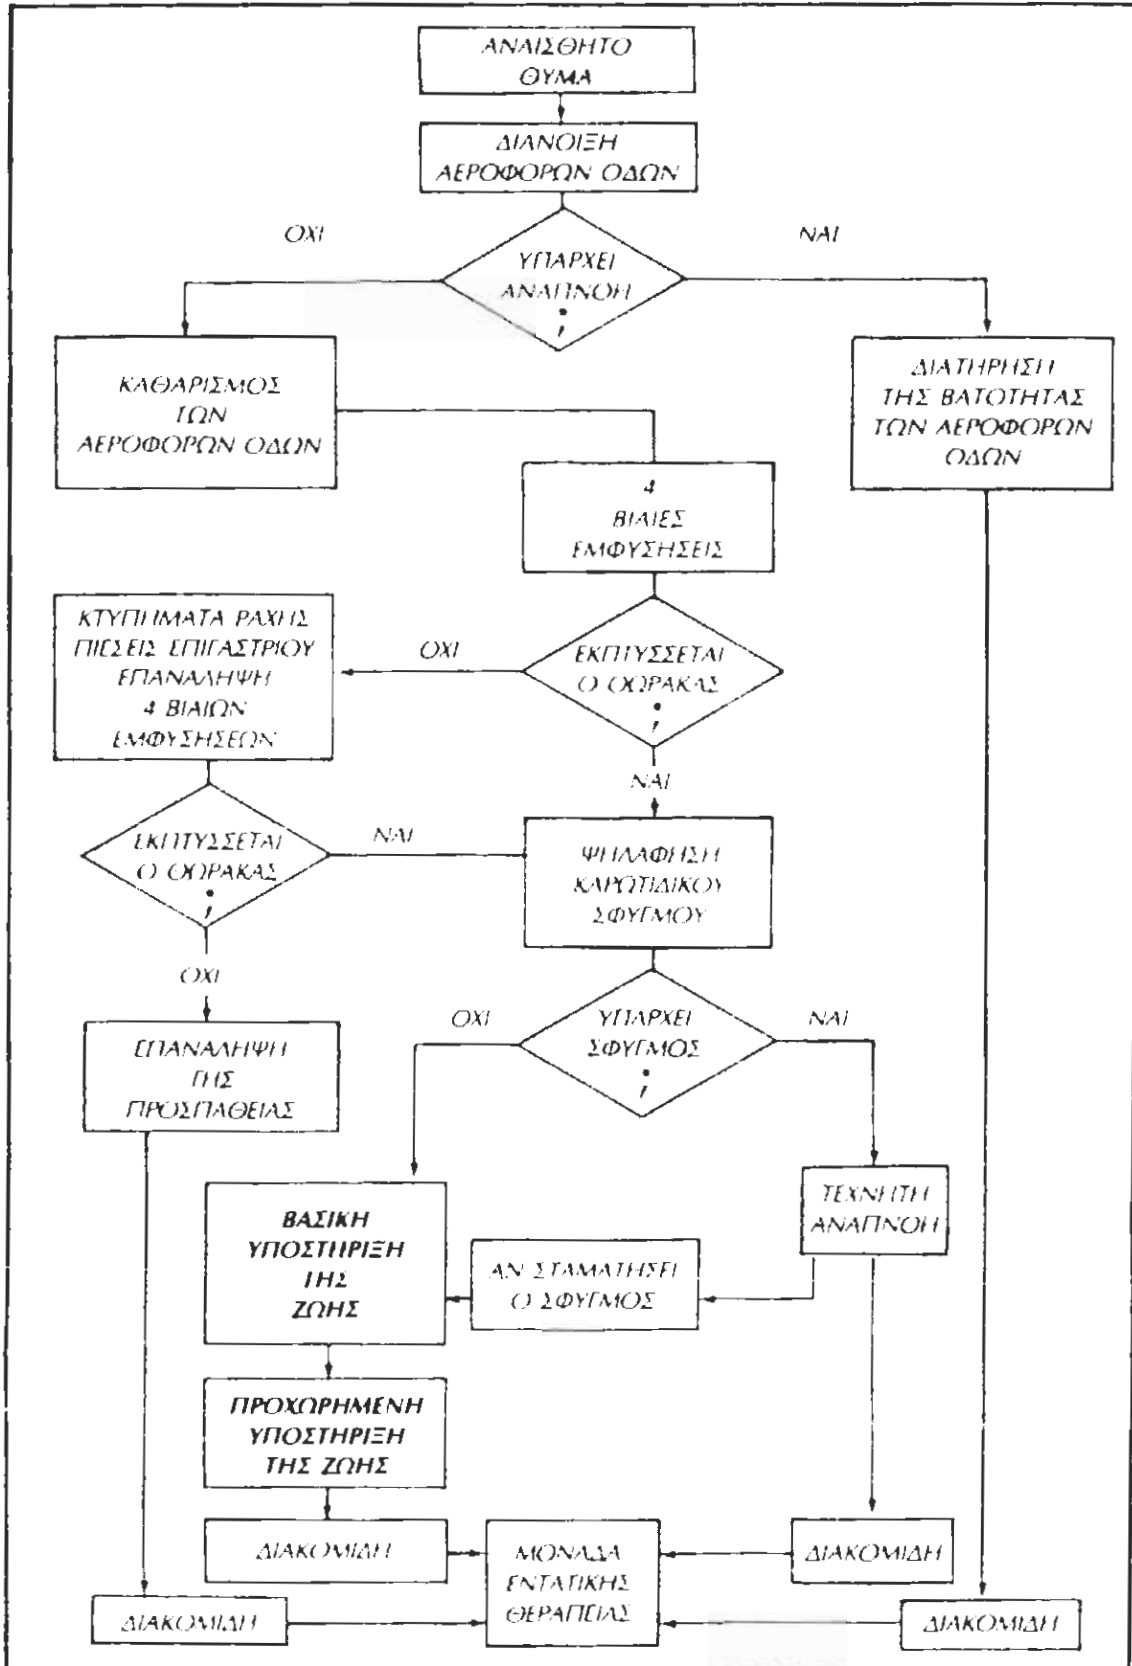 ΑΝΑΙΣΘΗΤΟ
ΘΥΜΑ
ΔΙΑΝΟΙΞΗ
ΑΕΡΟΦΟΡΩΝ ΟΔΩΝ
ΟΧΙ
ΝΑΙ
ΥΠΑΡΧΕΙ
ΑΝΑΠΝΟΗ
;
ΚΑΘΑΡΙΣΜΟΣ
ΤΩΝ
ΑΕΡΟΦΟΡΩΝ ΟΔΩΝ
ΔΙΑΤΗΡΗΣΗ
ΤΗΣ ΒΑΤΟΤΗΤΑΣ
ΤΩΝ ΑΕΡΟΦΟΡΩΝ
ΟΔΩΝ
4
ΒΙΑΙΕΣ
ΕΜΦΥΣΗΣΕΙΣ
ΚΤΥΠΗΜΑΤΑ ΡΑΧΗΣ
ΠΙΕΣΕΙΣ ΕΠΙΓΑΣΤΡΙΟΥ
ΕΠΑΝΑΛΗΨΗ
4 ΒΙΑΙΩΝ
ΕΜΦΥΣΗΣΕΩΝ
ΟΧΙ
ΕΚΠΤΥΣΣΕΤΑΙ
Ο ΘΩΡΑΚΑΣ
;
ΝΑΙ
ΕΚΠΤΥΣΣΕΤΑΙ
Ο ΘΩΡΑΚΑΣ
;
ΝΑΙ
ΨΗΛΑΦΗΣΗ
ΚΑΡΩΤΙΔΙΚΟΥ
ΣΦΥΓΜΟΥ
ΟΧΙ
ΟΧΙ
ΥΠΑΡΧΕΙ
ΣΦΥΓΜΟΣ
;
ΝΑΙ
ΕΠΑΝΑΛΗΨΗ
ΤΗΣ
ΠΡΟΣΠΑΘΕΙΑΣ
ΒΑΣΙΚΗ
ΥΠΟΣΤΗΡΙΞΗ
ΤΗΣ
ΖΩΗΣ
ΑΝ ΣΤΑΜΑΤΗΣΕΙ
Ο ΣΦΥΓΜΟΣ
ΤΕΧΝΗΤΗ
ΑΝΑΠΝΟΗ
ΠΡΟΧΩΡΗΜΕΝΗ
ΥΠΟΣΤΗΡΙΞΗ
ΤΗΣ ΖΩΗΣ
ΔΙΑΚΟΜΙΔΗ
ΜΟΝΑΔΑ
ΕΝΤΑΤΙΚΗΣ
ΘΕΡΑΠΕΙΑΣ
ΔΙΑΚΟΜΙΔΗ
ΔΙΑΚΟΜΙΔΗ
ΔΙΑΚΟΜΙΔΗ